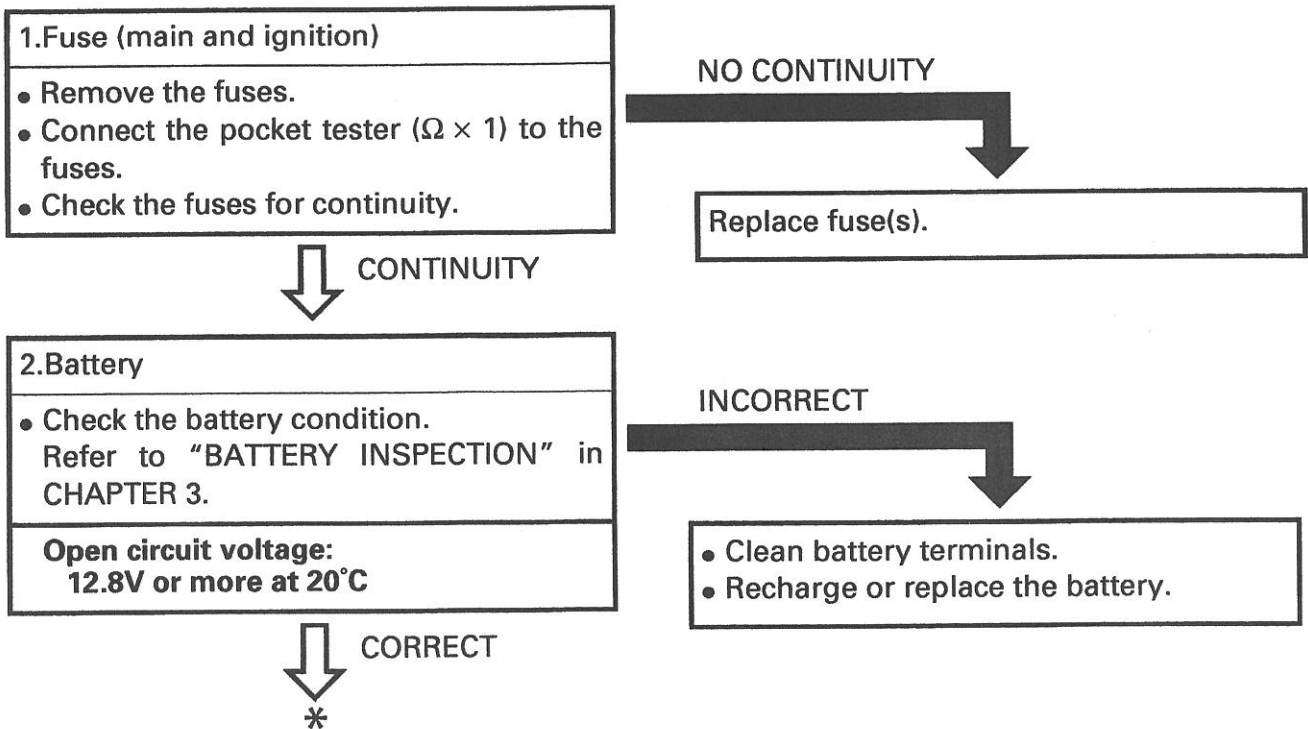 1.Fuse (main and ignition)
• Remove the fuses.
• Connect the pocket tester (Ω × 1) to the
fuses.
• Check the fuses for continuity.
NO CONTINUITY
Replace fuse(s).
CONTINUITY
2.Battery
• Check the battery condition.
Refer to “BATTERY INSPECTION” in
CHAPTER 3.
Open circuit voltage:
12.8V or more at 20°C
INCORRECT
• Clean battery terminals.
• Recharge or replace the battery.
CORRECT
*